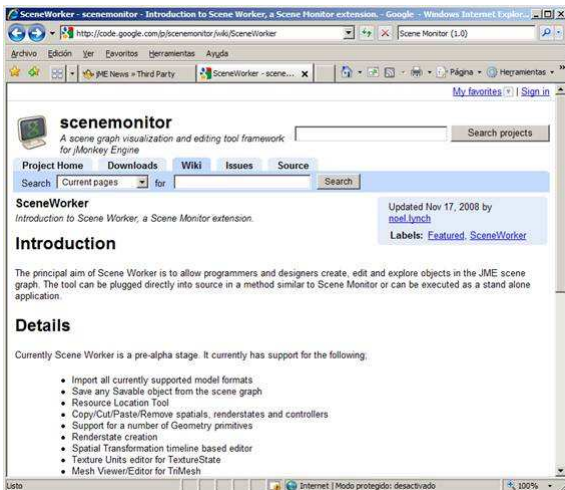 SceneWorker - scenemonitor - Introduction to Scene Worker, a Scene Monitor extension. - Google - Windows Internet Explor...
http://code.google.com/p/scenemonitor/wiki/SceneWorker
Scene Monitor (1.0)
Archivo Edición Ver Favoritos Herramientas Ayuda
jME News » Third Party
SceneWorker - scene...
Página
Herramientas
My favorites | Sign in
scenemonitor
A scene graph visualization and editing tool framework
for jMonkey Engine
Search projects
Project Home Downloads Wiki Issues Source
Search Current pages for Search
SceneWorker
Introduction to Scene Worker, a Scene Monitor extension.
Updated Nov 17, 2008 by
noel.lynch
Labels: Featured, SceneWorker
Introduction
The principal aim of Scene Worker is to allow programmers and designers create, edit and explore objects in the JME scene
graph. The tool can be plugged directly into source in a method similar to Scene Monitor or can be executed as a stand alone
application.
Details
Currently Scene Worker is a pre-alpha stage. It currently has support for the following;
• Import all currently supported model formats
• Save any Savable object from the scene graph
• Resource Location Tool
• Copy/Cut/Paste/Remove spatials, renderstates and controllers
• Support for a number of Geometry primitives
• Renderstate creation
• Spatial Transformation timeline based editor
• Texture Units editor for TextureState
• Mesh Viewer/Editor for TriMesh
Listo
Internet | Modo protegido: desactivado
100%